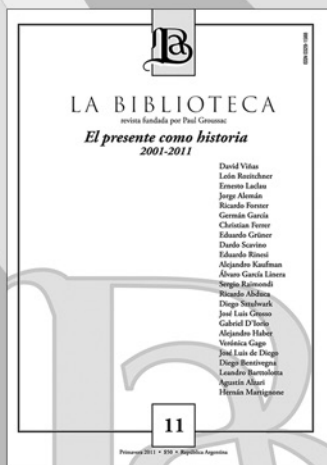 LA BIBLIOTECA
revista fundada por Paul Groussac
El presente como historia
2001-2011
David Viñas
León Rozitchner
Ernesto Laclau
Jorge Alemán
Ricardo Forster
Germán García
Christian Ferrer
Eduardo Grüner
Dardo Scavino
Eduardo Rinesi
Alejandro Kaufman
Álvaro García Linera
Sergio Raimondi
Ricardo Abduca
Diego Sztulwark
José Luis Grosso
Gabriel D'Iorio
Alejandro Haber
Verónica Gago
José Luis de Diego
Diego Bentivegna
Leandro Barttolotta
Agustín Alzari
Hernán Martignone
11
Primavera 2011 • $50 • República Argentina